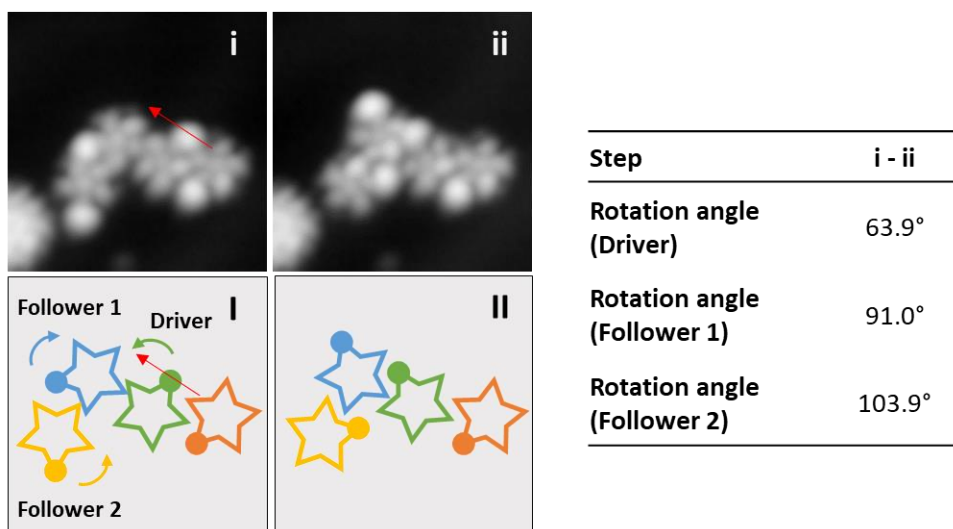 i
ii
Follower 1
I
Driver
Follower 2
II
Step i - ii
Rotation angle
(Driver)
63.9°
Rotation angle
(Follower 1)
91.0°
Rotation angle
(Follower 2)
103.9°